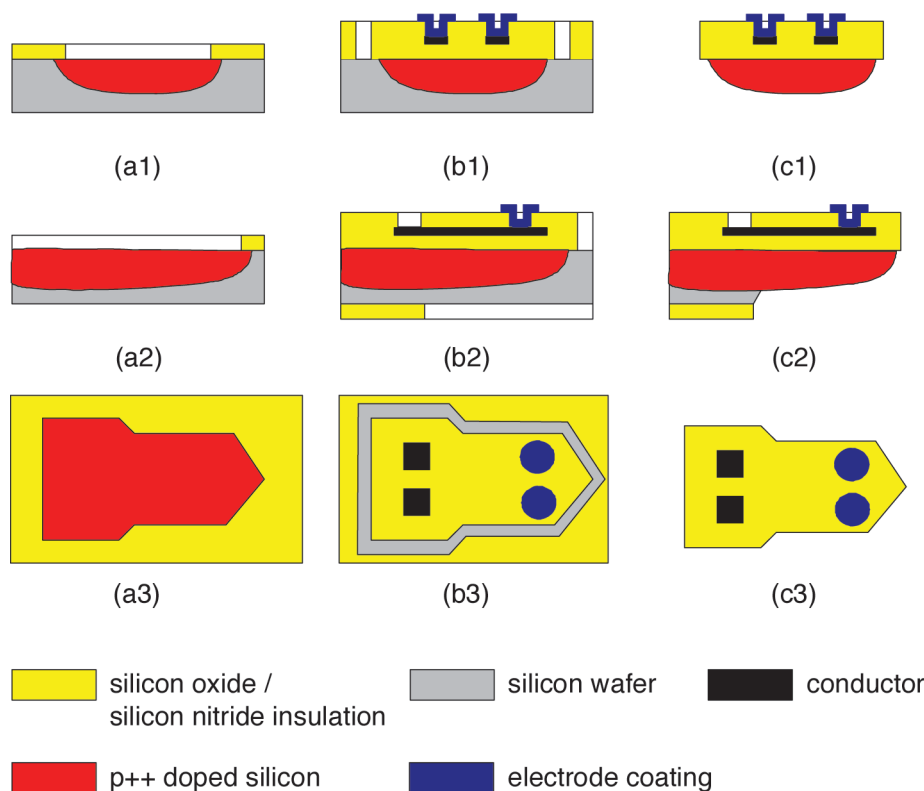 (a1)
(b1)
(c1)
(a2)
(b2)
(c2)
(a3)
(b3)
(c3)
silicon oxide /
silicon nitride insulation
silicon wafer
conductor
p++ doped silicon
electrode coating